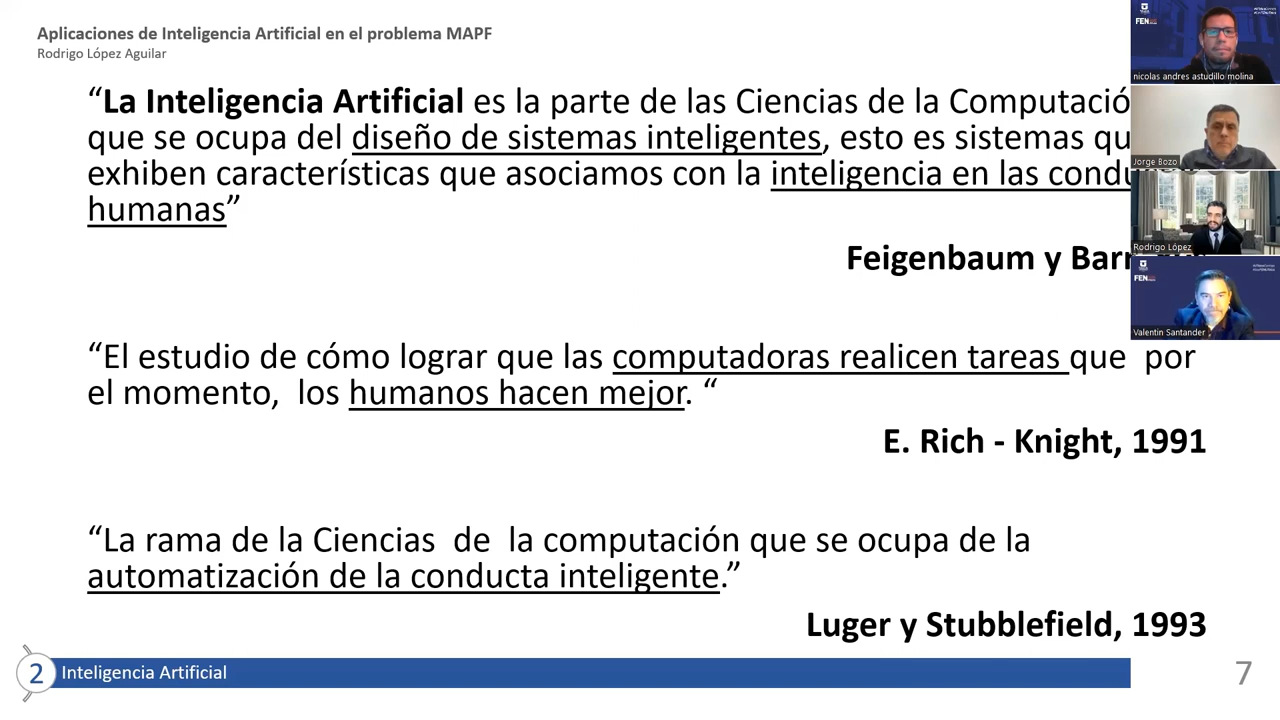 Aplicaciones de Inteligencia Artificial en el problema MAPF
Rodrigo López Aguilar
“La Inteligencia Artificial es la parte de las Ciencias de la
que se ocupa del diseño de sistemas inteligentes, esto es sistemas
exhiben características que asociamos con la inteligencia en las
humanas”
Feigenbaum y
“El estudio de cómo lograr que las computadoras realicen tareas que por
el momento, los humanos hacen mejor. “
E. Rich - Knight, 1991
“La rama de la Ciencias de la computación que se ocupa de la
automatización de la conducta inteligente.”
Luger y Stubblefield, 1993
2 Inteligencia Artificial
7
FEN
nicolas andres astudillo molina
Jorge Bozo
Rodrigo López
FEN
Valentin Santander